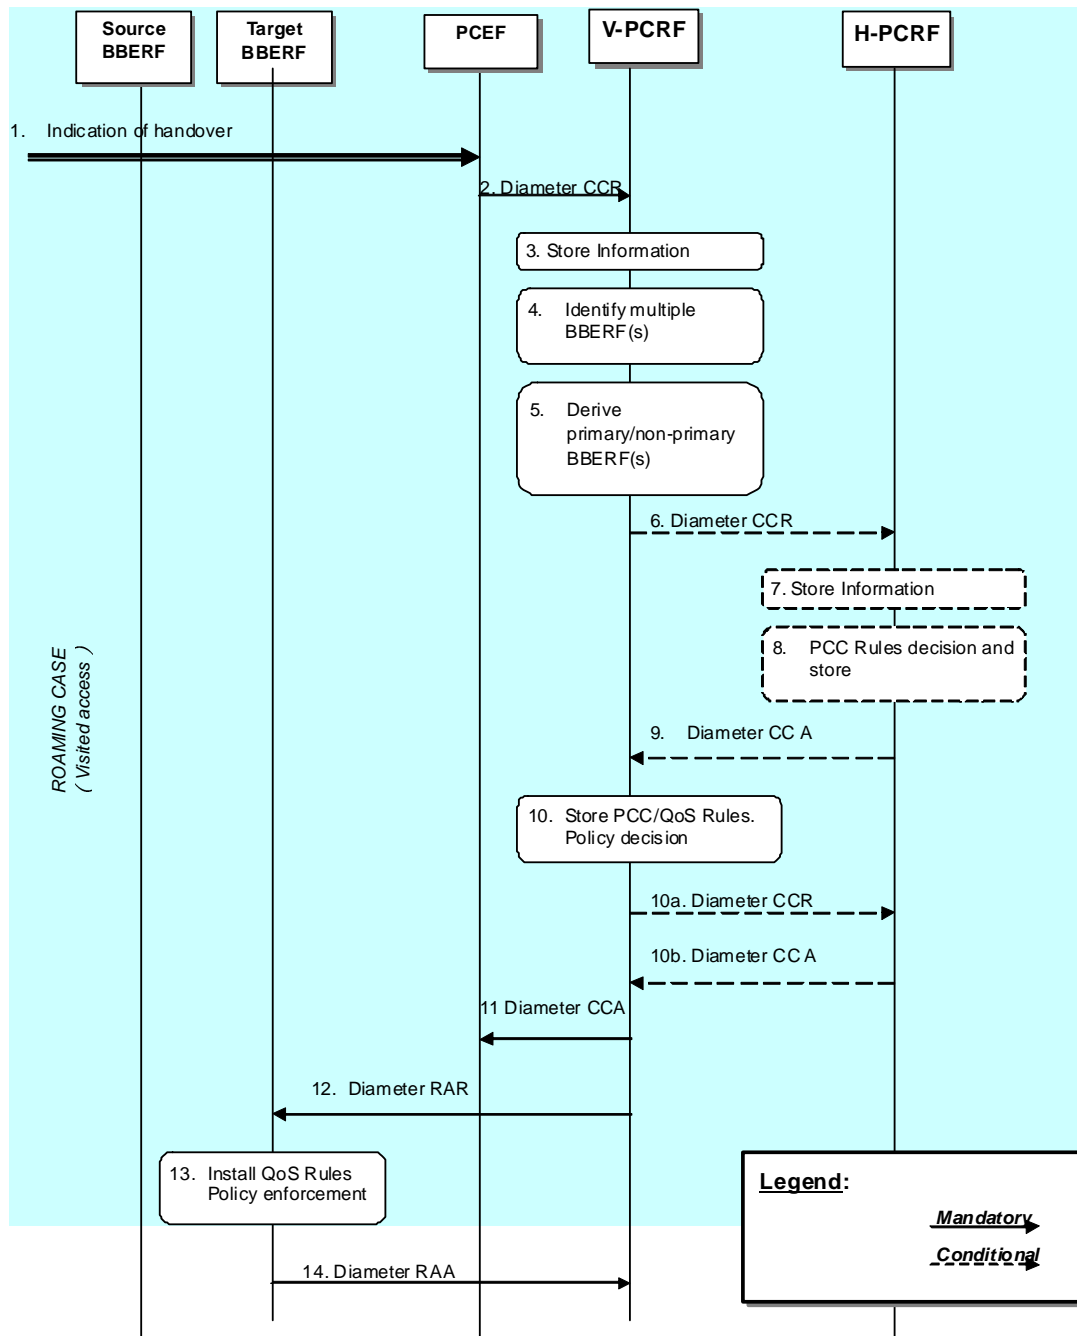 Source
BBERF
Target
BBERF
PCEF
V-PCRF
H-PCRF
1. Indication of handover
2. Diameter CCR
3. Store Information
4. Identify multiple
BBERF(s)
5. Derive
primary/non-primary
BBERF(s)
6. Diameter CCR
7. Store Information
8. PCC Rules decision and
store
9. Diameter CC A
10. Store PCC/QoS Rules.
Policy decision
10a. Diameter CCR
10b. Diameter CC A
11 Diameter CCA
12. Diameter RAR
13. Install QoS Rules
Policy enforcement
14. Diameter RAA
ROAMING CASE
( Visited access )
Legend:
Mandatory
Conditional